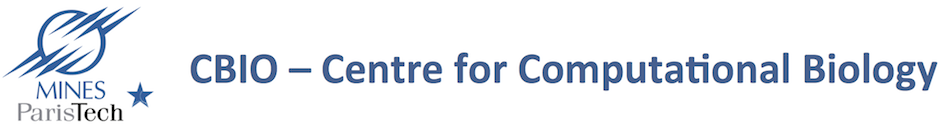 MINES
ParisTech
CBIO – Centre for Computational Biology